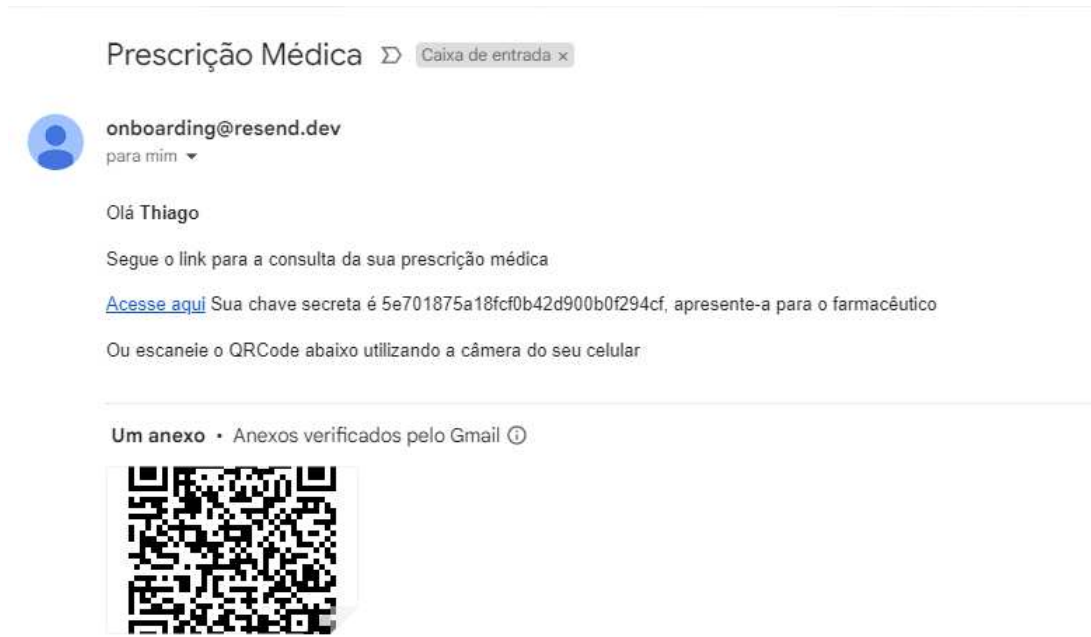 Prescrição Médica Caixa de entrada x
onboarding@resend.dev
para mim
Olá Thiago
Segue o link para a consulta da sua prescrição médica
Acesse aqui Sua chave secreta é 5e701875a18fcf0b42d900b0f294cf, apresente-a para o farmacêutico
Ou escaneie o QRCode abaixo utilizando a câmera do seu celular
Um anexo • Anexos verificados pelo Gmail